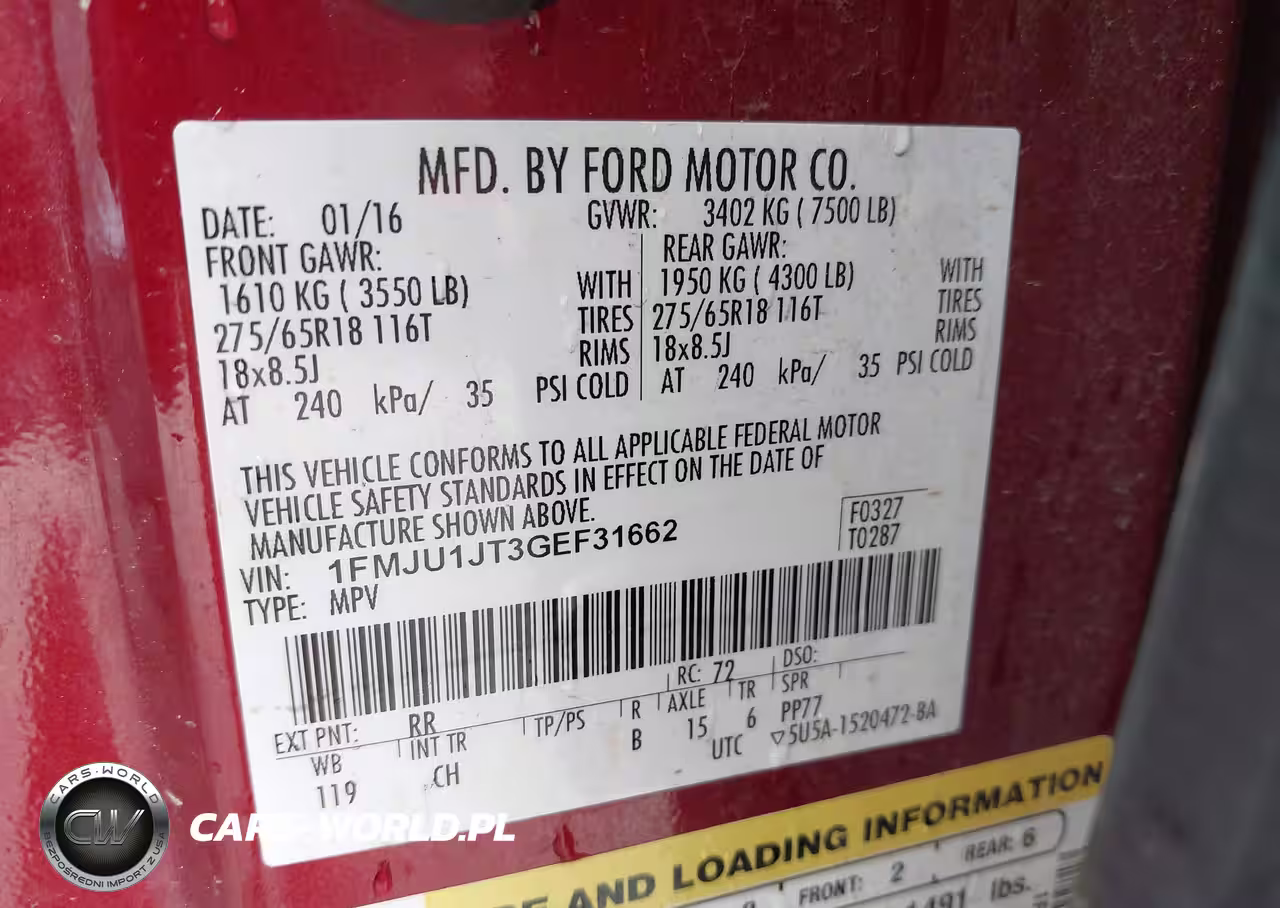 MFD. BY FORD MOTOR CO.
DATE: 01/16 GVWR: 3402 KG ( 7500 LB)
FRONT GAWR: REAR GAWR:
1610 KG ( 3550 LB) WITH 1950 KG ( 4300 LB) WITH
275/65R18 116T TIRES 275/65R18 116T TIRES
18x8.5J RIMS 18x8.5J RIMS
AT 240 kPa/ 35 PSI COLD AT 240 kPa/ 35 PSI COLD
THIS VEHICLE CONFORMS TO ALL APPLICABLE FEDERAL MOTOR
VEHICLE SAFETY STANDARDS IN EFFECT ON THE DATE OF
MANUFACTURE SHOWN ABOVE.
F0327
T0287
VIN: 1FMJU1JT3GEF31662
TYPE: MPV
EXT PNT: RR RC: 72 DSO:
WB INT TR TP/PS R AXLE TR SPR
119 CH B 15 6 PP77
UTC ▽5U5A-1520472-BA
AND LOADING INFORMATION
FRONT: 2 REAR: 6
lbs.
CARS-WORLD
CW
BEZPOŚREDNI IMPORT Z USA
CARS-WORLD.PL